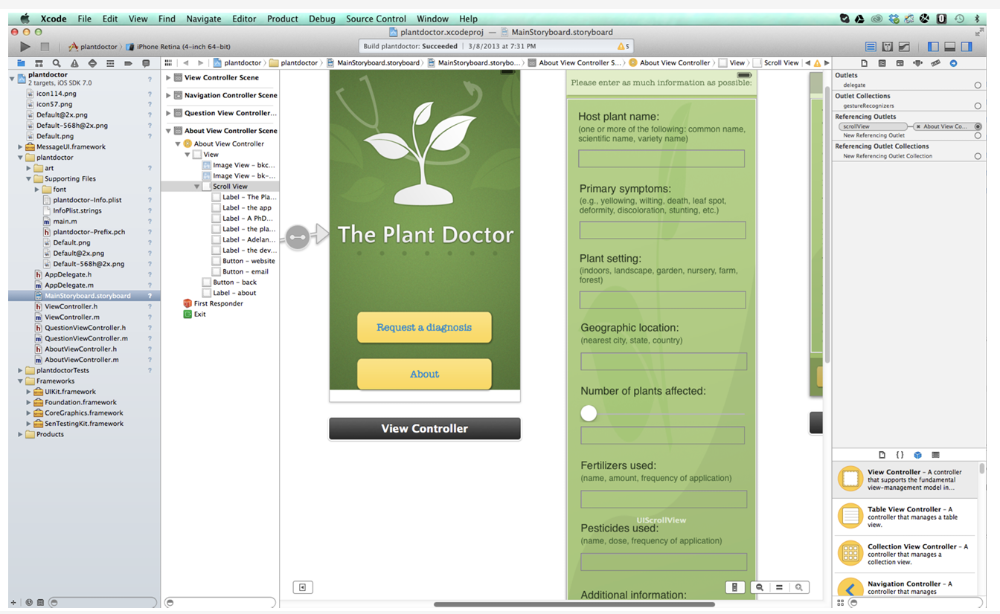 Xcode File Edit View Find Navigate Editor Product Debug Source Control Window Help
plantdoctor.xcodeproj — MainStoryboard.storyboard
plantdoctor iPhone Retina (4-inch 64-bit)
Build plantdoctor: Succeeded | 3/8/2013 at 7:31 PM 5
plantdoctor plantdoctor MainStoryboard.storyboard MainStoryboard.storybo... About View Controller S... About View Controller View Scroll View
plantdoctor
2 targets, iOS SDK 7.0
icon114.png
icon57.png
Default@2x.png
Default-568h@2x.png
Default.png
MessageUI.framework
plantdoctor
art
Supporting Files
font
plantdoctor-Info.plist
InfoPlist.strings
main.m
plantdoctor-Prefix.pch
Default.png
Default@2x.png
Default-568h@2x.png
AppDelegate.h
AppDelegate.m
MainStoryboard.storyboard
ViewController.h
ViewController.m
QuestionViewController.h
QuestionViewController.m
AboutViewController.h
AboutViewController.m
plantdoctorTests
Frameworks
UIKit.framework
Foundation.framework
CoreGraphics.framework
SenTestingKit.framework
Products
View Controller Scene
Navigation Controller Scene
Question View Controller...
About View Controller Scene
About View Controller
View
Image View – bkc...
Image View – bk-...
Scroll View
Label – The Pla...
Label – the app
Label – A PhD...
Label – the pla...
Label – Adelan...
Label – the dev...
Button – website
Button – email
Button – back
Label – about
First Responder
Exit
The Plant Doctor
Request a diagnosis
About
View Controller
Please enter as much information as possible:
Host plant name:
(one or more of the following: common name,
scientific name, variety name)
Primary symptoms:
(e.g., yellowing, wilting, death, leaf spot,
deformity, discoloration, stunting, etc.)
Plant setting:
(indoors, landscape, garden, nursery, farm,
forest)
Geographic location:
(nearest city, state, country)
Number of plants affected:
Fertilizers used:
(name, amount, frequency of application)
UIScrollView
Pesticides used:
(name, dose, frequency of application)
Additional information:
Outlets
delegate
Outlet Collections
gestureRecognizers
Referencing Outlets
scrollView About View Co...
New Referencing Outlet
Referencing Outlet Collections
New Referencing Outlet Collection
View Controller – A controller
that supports the fundamental
view-management model in...
Table View Controller – A
controller that manages a table
view.
Collection View Controller – A
controller that manages a
collection view.
Navigation Controller – A
controller that manages